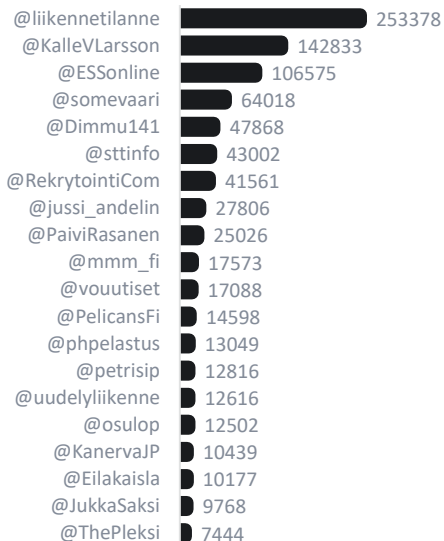 @liikennetilanne 253378
@KalleVLarsson 142833
@ESSonline 106575
@somevaari 64018
@Dimmu141 47868
@sttinfo 43002
@RekrytointiCom 41561
@jussi_andelin 27806
@PaiviRasanen 25026
@mmm_fi 17573
@vouutiset 17088
@PelicansFi 14598
@phpelastus 13049
@petrisip 12816
@uudelyliikenne 12616
@osulop 12502
@KanervaJP 10439
@Eilakaisla 10177
@JukkaSaksi 9768
@ThePleksi 7444